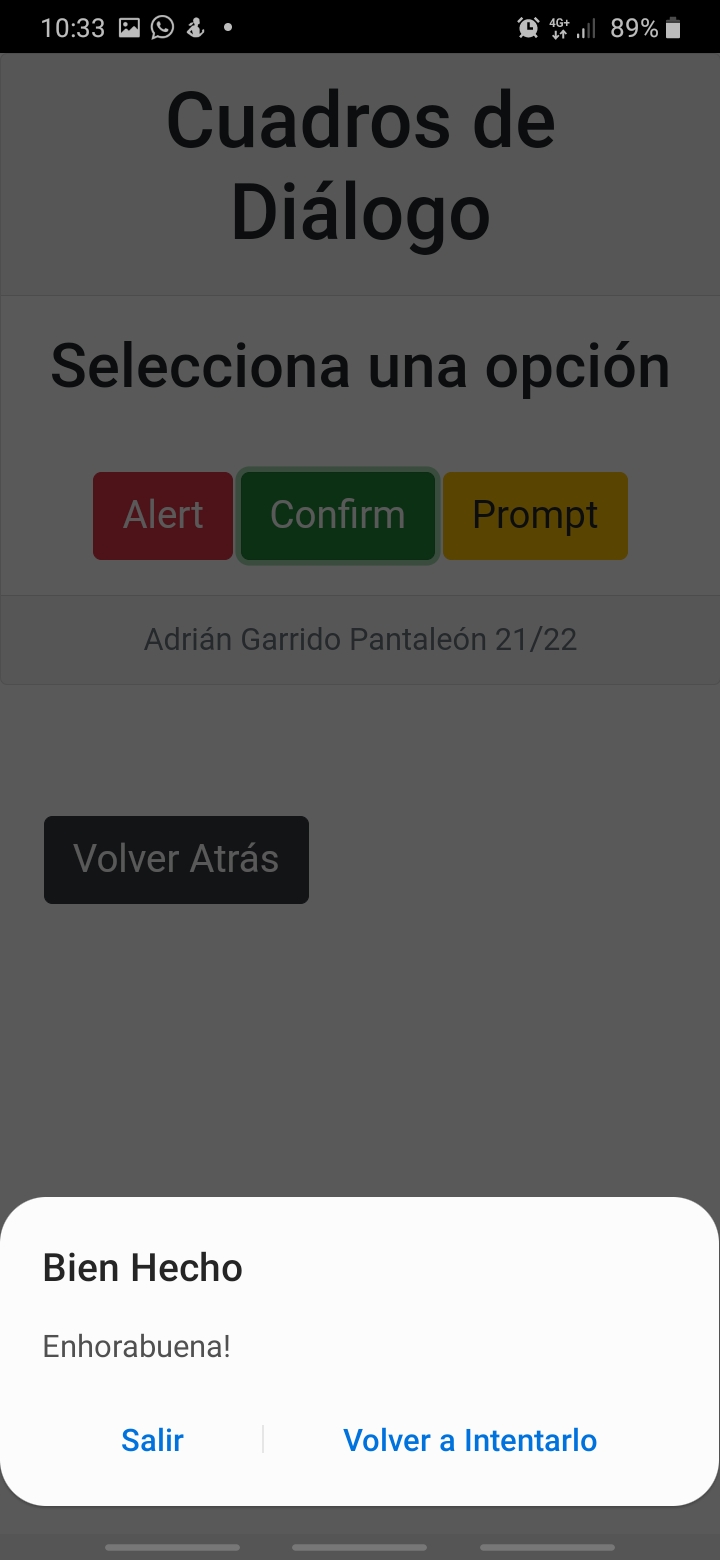 10:33
4G+
89%
Cuadros de
Diálogo
Selecciona una opción
Alert Confirm Prompt
Adrián Garrido Pantaleón 21/22
Volver Atrás
Bien Hecho
Enhorabuena!
Salir Volver a Intentarlo